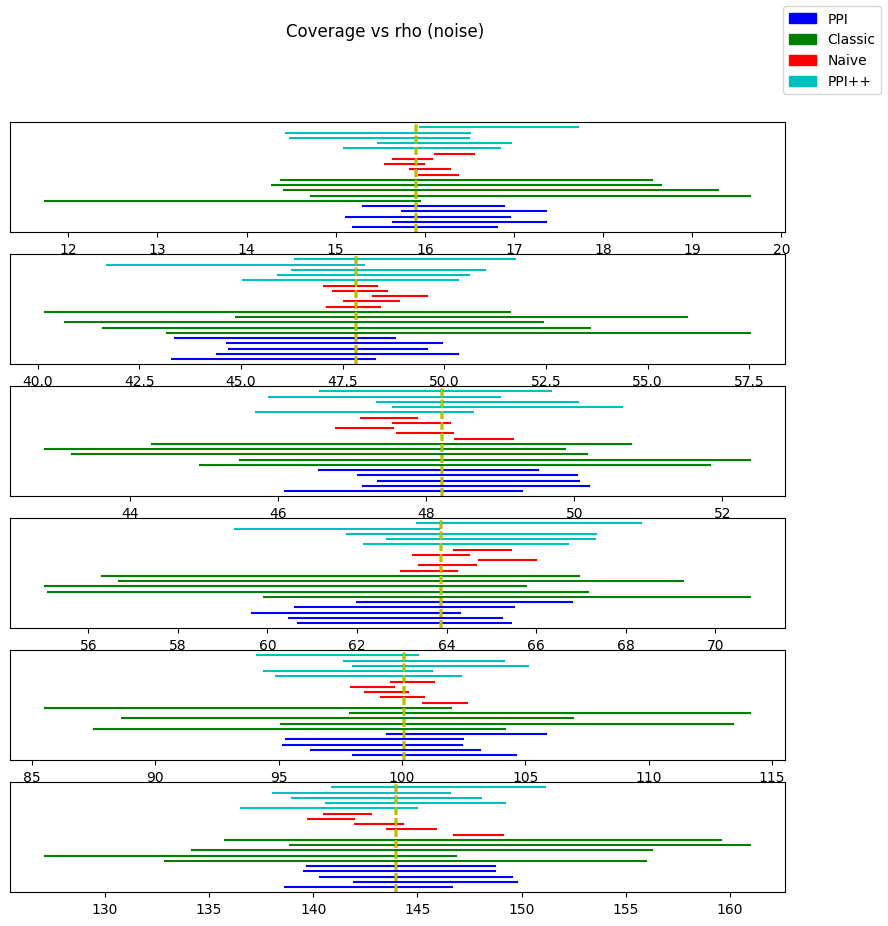 Coverage vs rho (noise)
PPI
Classic
Naive
PPI++
12 13 14 15 16 17 18 19 20
40.0 42.5 45.0 47.5 50.0 52.5 55.0 57.5
44 46 48 50 52
56 58 60 62 64 66 68 70
85 90 95 100 105 110 115
130 135 140 145 150 155 160